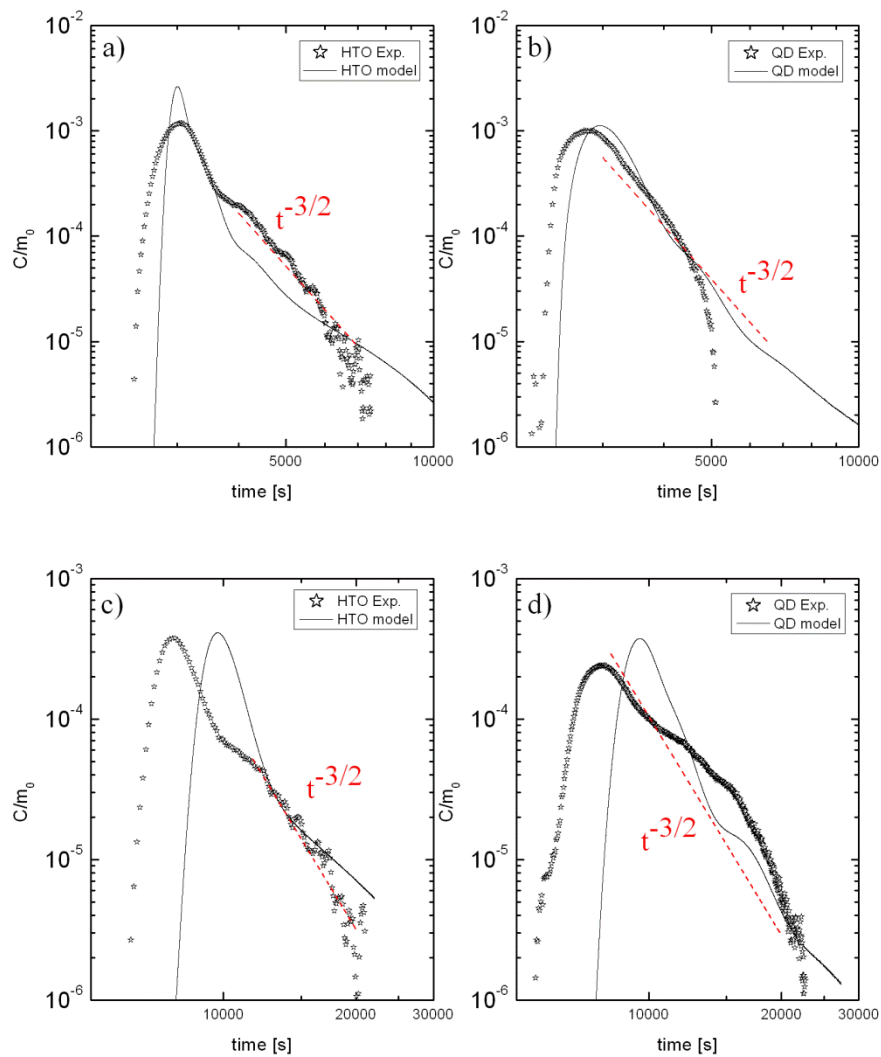 a)
HTO Exp.
HTO model
10-2
10-3
10-4
10-5
10-6
C/m0
t-3/2
5000
10000
time [s]
b)
QD Exp.
QD model
10-2
10-3
10-4
10-5
10-6
C/m0
t-3/2
5000
10000
time [s]
c)
HTO Exp.
HTO model
10-3
10-4
10-5
10-6
C/m0
t-3/2
10000
20000
30000
time [s]
d)
QD Exp.
QD model
10-3
10-4
10-5
10-6
C/m0
t-3/2
10000
20000
30000
time [s]